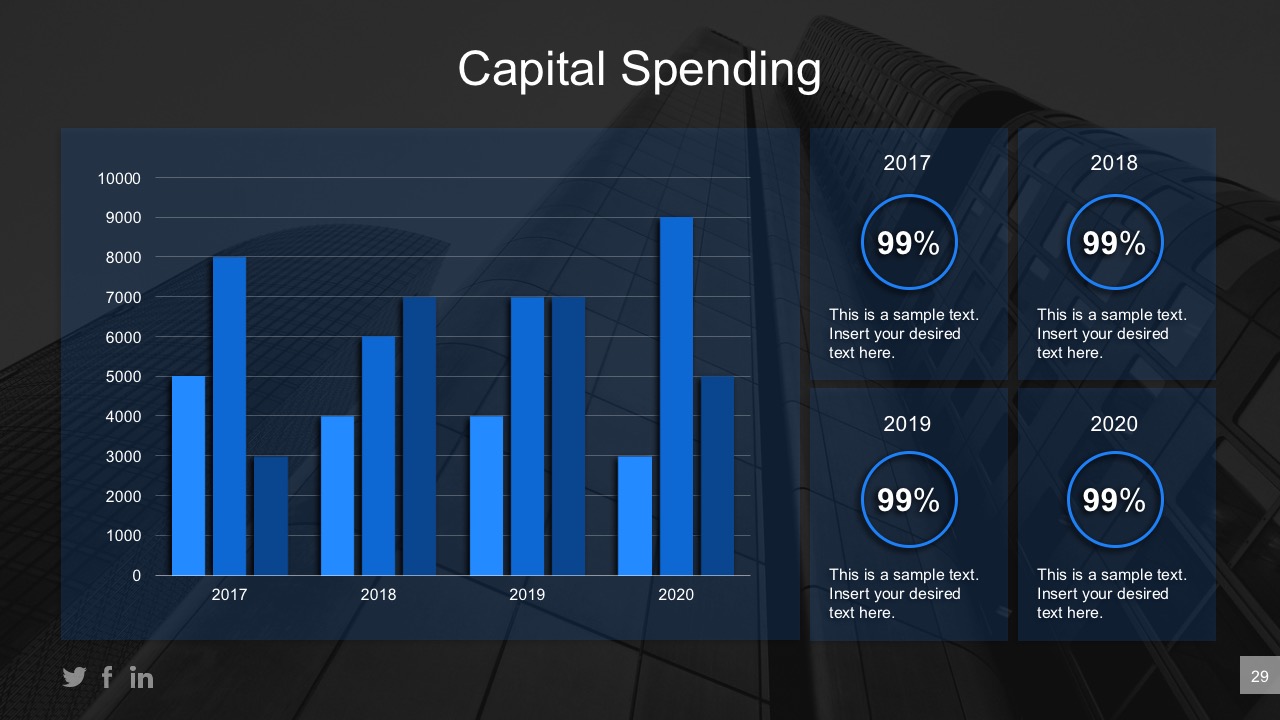 Capital Spending
10000
9000
8000
7000
6000
5000
4000
3000
2000
1000
0
2017
2018
2019
2020
2017
99%
This is a sample text.
Insert your desired
text here.
2018
99%
This is a sample text.
Insert your desired
text here.
2019
99%
This is a sample text.
Insert your desired
text here.
2020
99%
This is a sample text.
Insert your desired
text here.
29